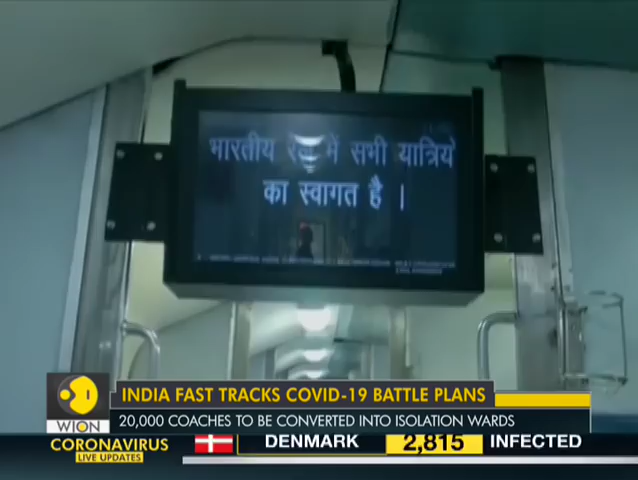 भारतीय रेल में सभी यात्रियों
का स्वागत है ।
INDIA FAST TRACKS COVID-19 BATTLE PLANS
WION
20,000 COACHES TO BE CONVERTED INTO ISOLATION WARDS
CORONAVIRUS
LIVE UPDATES
DENMARK 2,815 INFECTED